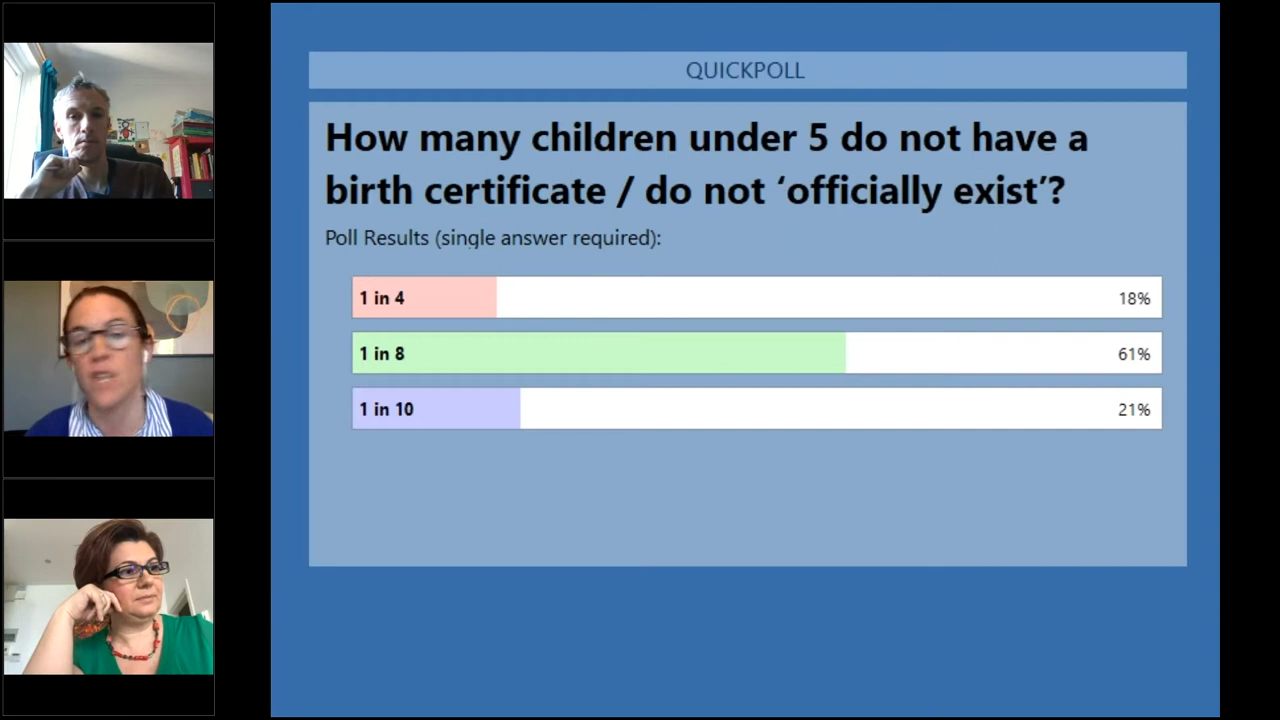 QUICKPOLL
How many children under 5 do not have a
birth certificate / do not ‘officially exist’?
Poll Results (single answer required):
1 in 4 18%
1 in 8 61%
1 in 10 21%